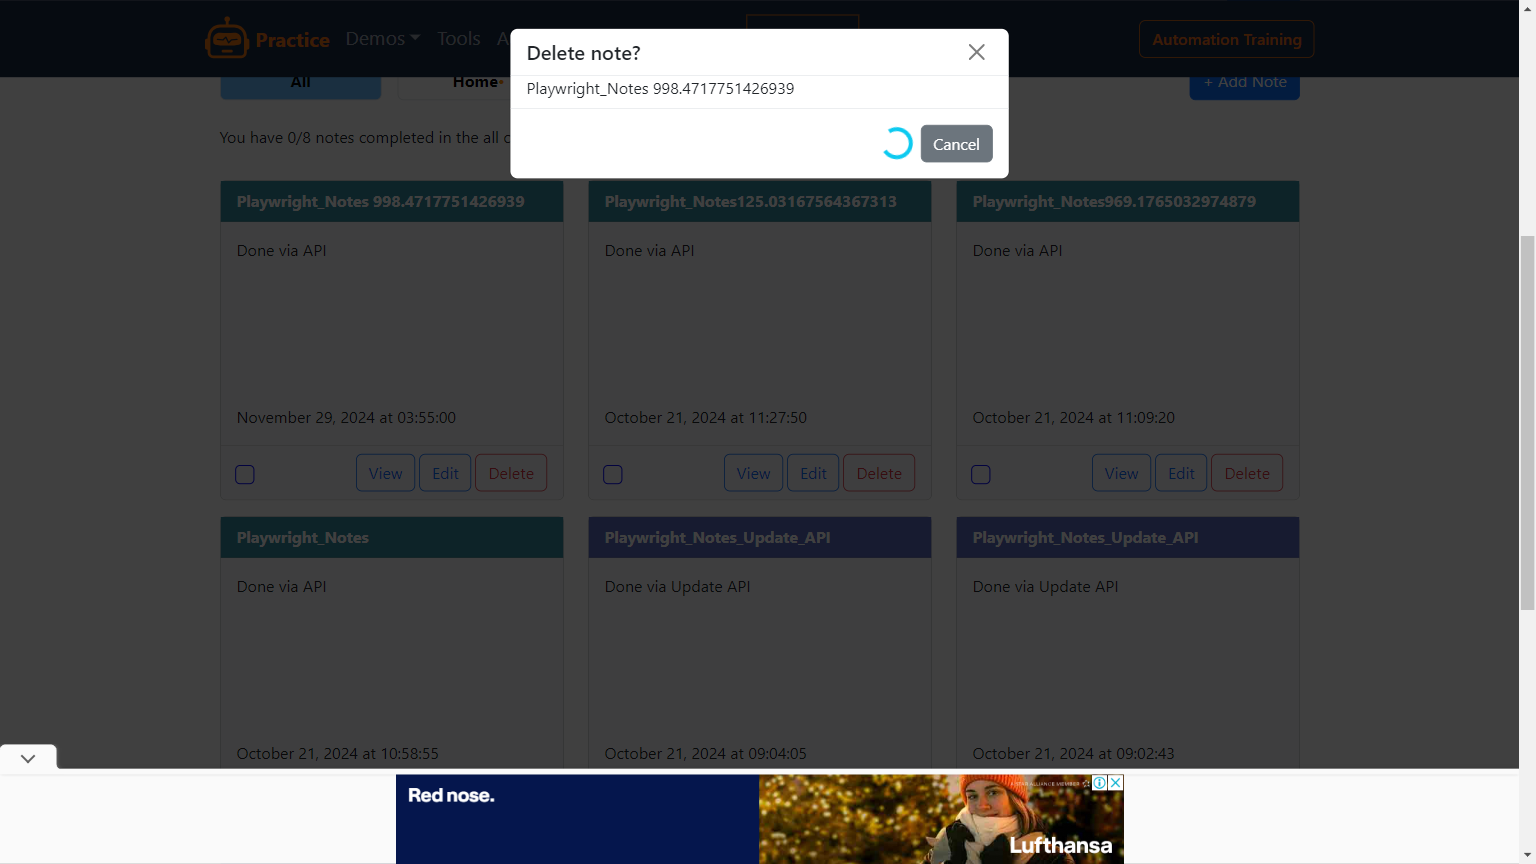 Practice Demos Tools A
Automation Training
Delete note?
Playwright_Notes 998.4717751426939
Cancel
All
Home
+ Add Note
You have 0/8 notes completed in the all c
Playwright_Notes 998.4717751426939
Playwright_Notes125.03167564367313
Playwright_Notes969.1765032974879
Done via API
Done via API
Done via API
November 29, 2024 at 03:55:00
October 21, 2024 at 11:27:50
October 21, 2024 at 11:09:20
View Edit Delete
View Edit Delete
View Edit Delete
Playwright_Notes
Playwright_Notes_Update_API
Playwright_Notes_Update_API
Done via API
Done via Update API
Done via Update API
October 21, 2024 at 10:58:55
October 21, 2024 at 09:04:05
October 21, 2024 at 09:02:43
Red nose.
A STAR ALLIANCE MEMBER
Lufthansa